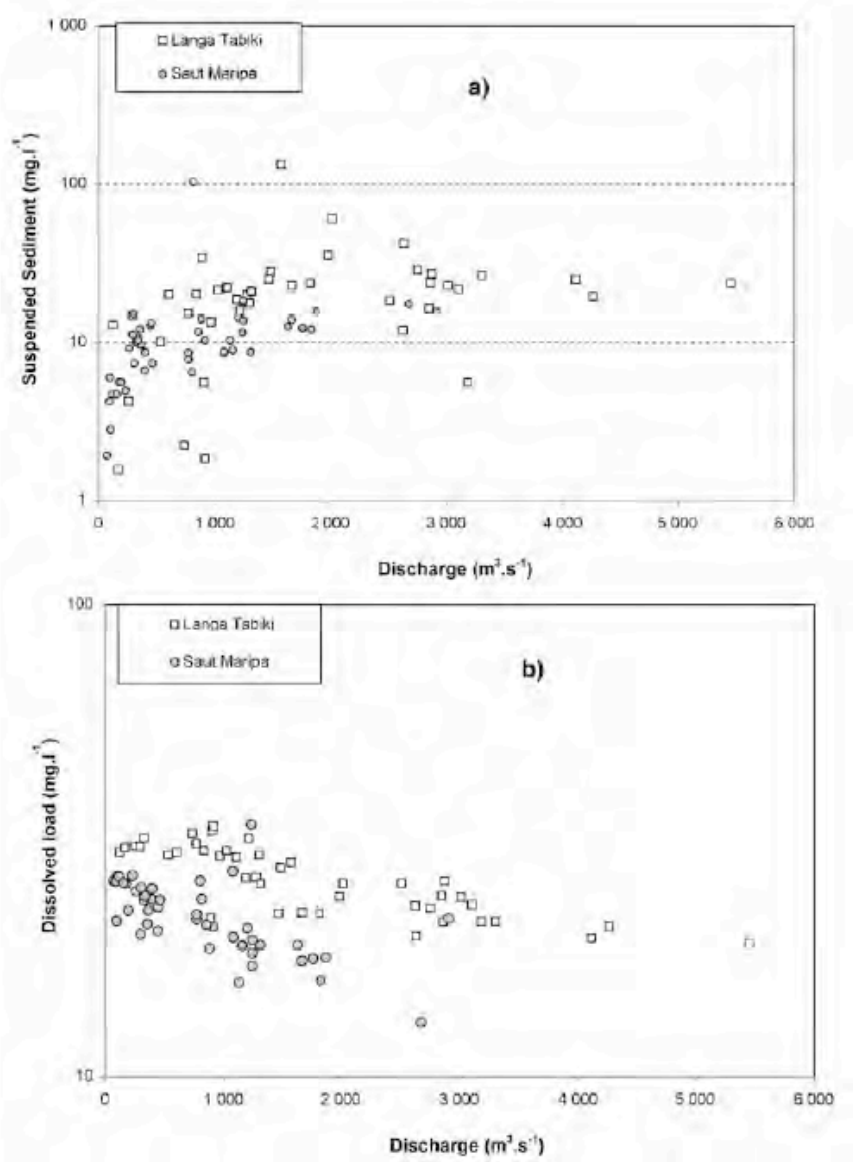 1 000
Langa Tabiki
Saut Maripa
a)
Suspended Sediment (mg.l⁻¹)
100
10
1
0
1 000
2 000
3 000
4 000
5 000
6 000
Discharge (m³.s⁻¹)
100
Langa Tabiki
Saut Maripa
b)
Dissolved load (mg.l⁻¹)
10
0
1 000
2 000
3 000
4 000
5 000
6 000
Discharge (m³.s⁻¹)